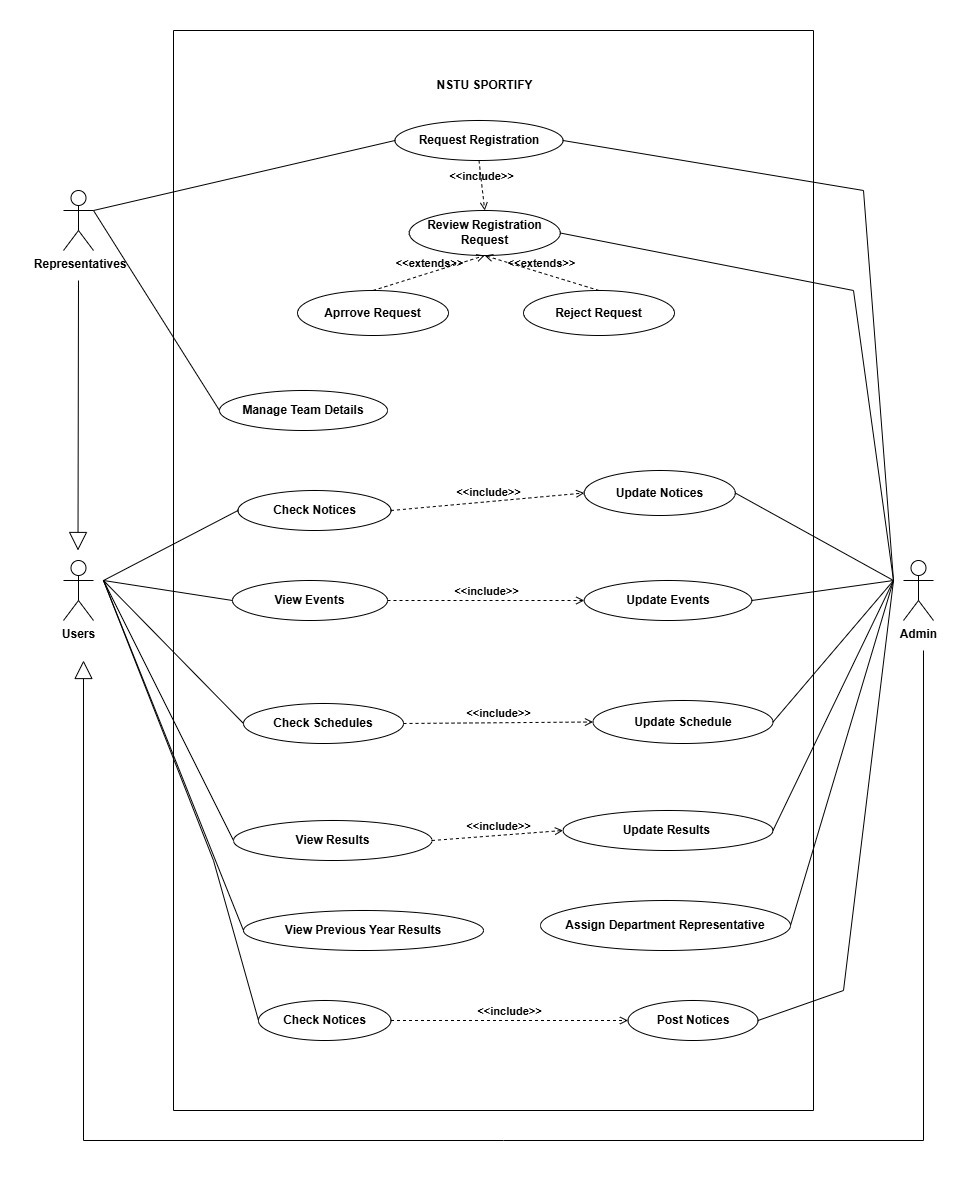 NSTU SPORTIFY
Request Registration
<<include>>
Representatives
Review Registration
Request
<<extends>>
<<extends>>
Aprrove Request
Reject Request
Manage Team Details
Check Notices
<<include>>
Update Notices
Users
View Events
<<include>>
Update Events
Admin
Check Schedules
<<include>>
Update Schedule
View Results
<<include>>
Update Results
View Previous Year Results
Assign Department Representative
Check Notices
<<include>>
Post Notices